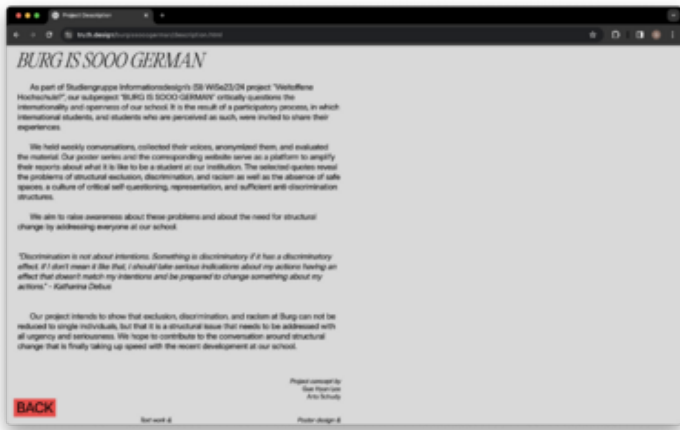 Project Description
truth.design/burgissooogerman/description.html
BURG IS SOOO GERMAN
As part of Studiengruppe Informationsdesign's (SI) WiSe23/24 project "Weltoffene
Hochschule!?", our subproject "BURG IS SOOO GERMAN" critically questions the
internationality and openness of our school. It is the result of a participatory process, in which
international students, and students who are perceived as such, were invited to share their
experiences.
We held weekly conversations, collected their voices, anonymized them, and evaluated
the material. Our poster series and the corresponding website serve as a platform to amplify
their reports about what it is like to be a student at our institution. The selected quotes reveal
the problems of structural exclusion, discrimination, and racism as well as the absence of safe
spaces, a culture of critical self-questioning, representation, and sufficient anti-discrimination
structures.
We aim to raise awareness about these problems and about the need for structural
change by addressing everyone at our school.
"Discrimination is not about intentions. Something is discriminatory if it has a discriminatory
effect. If I don't mean it like that, I should take serious indications about my actions having an
effect that doesn't match my intentions and be prepared to change something about my
actions." - Katharina Debus
Our project intends to show that exclusion, discrimination, and racism at Burg can not be
reduced to single individuals, but that it is a structural issue that needs to be addressed with
all urgency and seriousness. We hope to contribute to the conversation around structural
change that is finally taking up speed with the recent development at our school.
Project concept by
BACK
Text work &
Poster design &